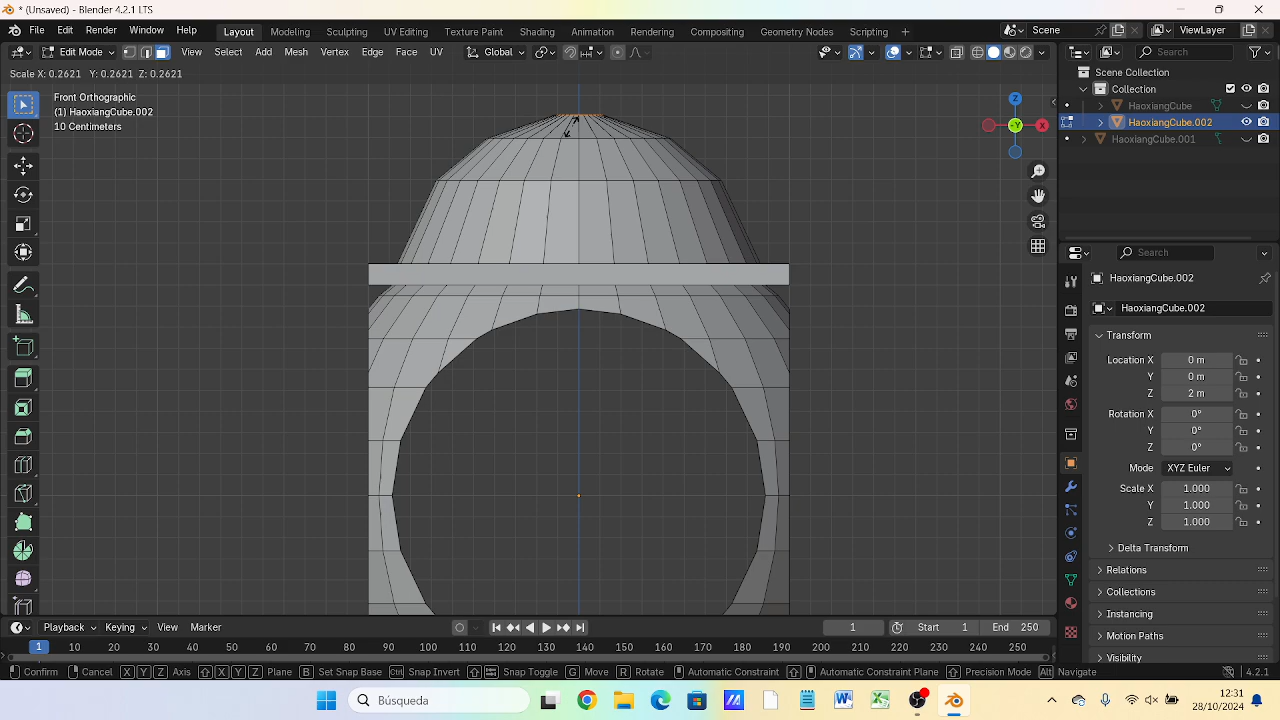 * (Unsaved) - Blender 4.2.1 LTS
File Edit Render Window Help Layout Modeling Sculpting UV Editing Texture Paint Shading Animation Rendering Compositing Geometry Nodes Scripting + Scene ViewLayer
Edit Mode View Select Add Mesh Vertex Edge Face UV Global Search
Scale X: 0.2621 Y: 0.2621 Z: 0.2621
Front Orthographic
(1) HaoxiangCube.002
10 Centimeters
Z
-Y
X
Scene Collection
Collection
HaoxiangCube
HaoxiangCube.002
HaoxiangCube.001
Search
HaoxiangCube.002
HaoxiangCube.002
Transform
Location X 0 m
Y 0 m
Z 2 m
Rotation X 0°
Y 0°
Z 0°
Mode XYZ Euler
Scale X 1.000
Y 1.000
Z 1.000
Delta Transform
Relations
Collections
Instancing
Motion Paths
Visibility
Playback Keying View Marker 1 Start 1 End 250
1 10 20 30 40 50 60 70 80 90 100 110 120 130 140 150 160 170 180 190 200 210 220 230 240 250
Confirm Cancel X Y Z Axis X Y Z Plane B Set Snap Base Ctrl Snap Invert Snap Toggle G Move R Rotate Automatic Constraint Automatic Constraint Plane Precision Mode Alt Navigate 4.2.1
Búsqueda
12:31
28/10/2024